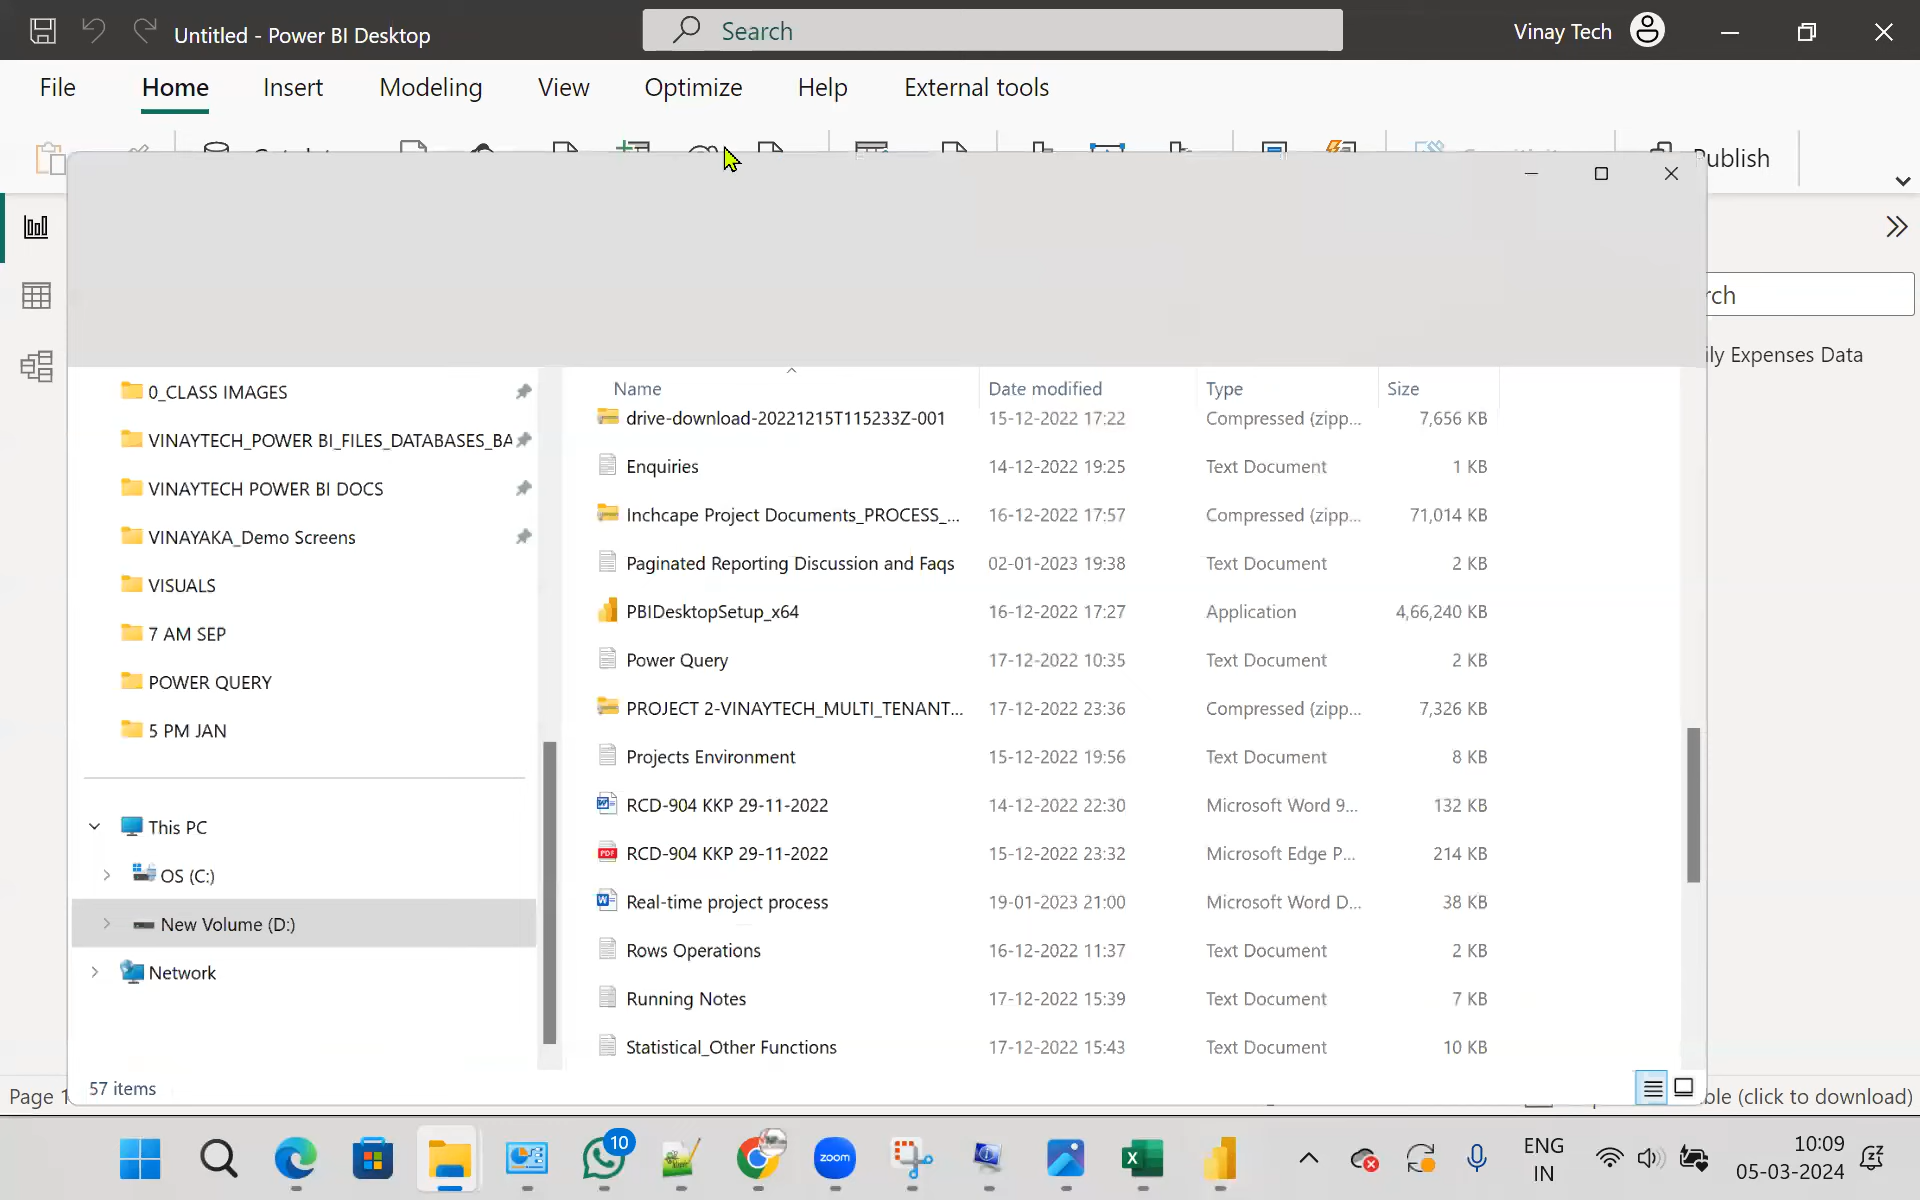 Untitled - Power BI Desktop
Search
Vinay Tech
File
Home
Insert
Modeling
View
Optimize
Help
External tools
ublish
rch
ily Expenses Data
Name
Date modified
Type
Size
0_CLASS IMAGES
VINAYTECH_POWER BI_FILES_DATABASES_BA
VINAYTECH POWER BI DOCS
VINAYAKA_Demo Screens
VISUALS
7 AM SEP
POWER QUERY
5 PM JAN
This PC
OS (C:)
New Volume (D:)
Network
drive-download-20221215T115233Z-001 15-12-2022 17:22 Compressed (zipp... 7,656 KB
Enquiries 14-12-2022 19:25 Text Document 1 KB
Inchcape Project Documents_PROCESS_... 16-12-2022 17:57 Compressed (zipp... 71,014 KB
Paginated Reporting Discussion and Faqs 02-01-2023 19:38 Text Document 2 KB
PBIDesktopSetup_x64 16-12-2022 17:27 Application 4,66,240 KB
Power Query 17-12-2022 10:35 Text Document 2 KB
PROJECT 2-VINAYTECH_MULTI_TENANT... 17-12-2022 23:36 Compressed (zipp... 7,326 KB
Projects Environment 15-12-2022 19:56 Text Document 8 KB
RCD-904 KKP 29-11-2022 14-12-2022 22:30 Microsoft Word 9... 132 KB
RCD-904 KKP 29-11-2022 15-12-2022 23:32 Microsoft Edge P... 214 KB
Real-time project process 19-01-2023 21:00 Microsoft Word D... 38 KB
Rows Operations 16-12-2022 11:37 Text Document 2 KB
Running Notes 17-12-2022 15:39 Text Document 7 KB
Statistical_Other Functions 17-12-2022 15:43 Text Document 10 KB
57 items
Page 1
ble (click to download)
10
zoom
ENG
IN
10:09
05-03-2024